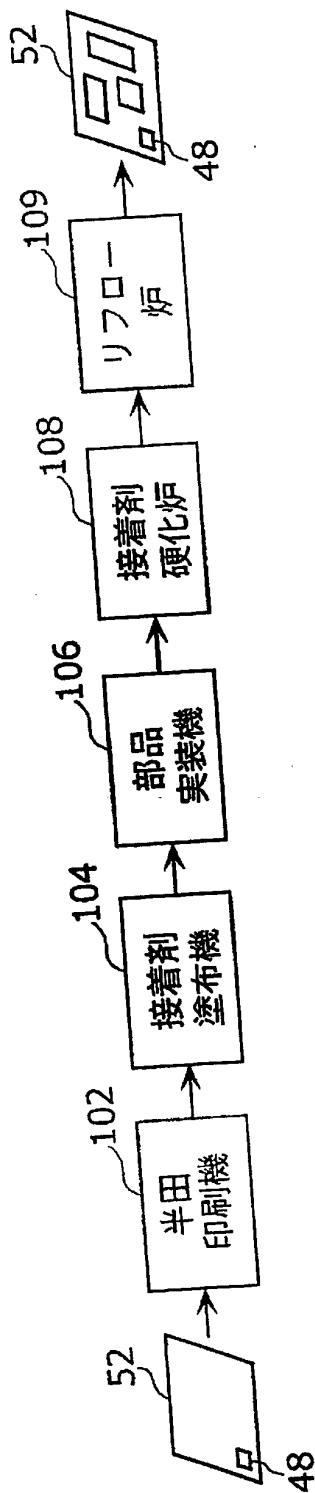 52
48
102
半田
印刷機
104
接着剤
塗布機
106
部品
実装機
108
接着剤
硬化炉
109
リフロー
炉
52
48